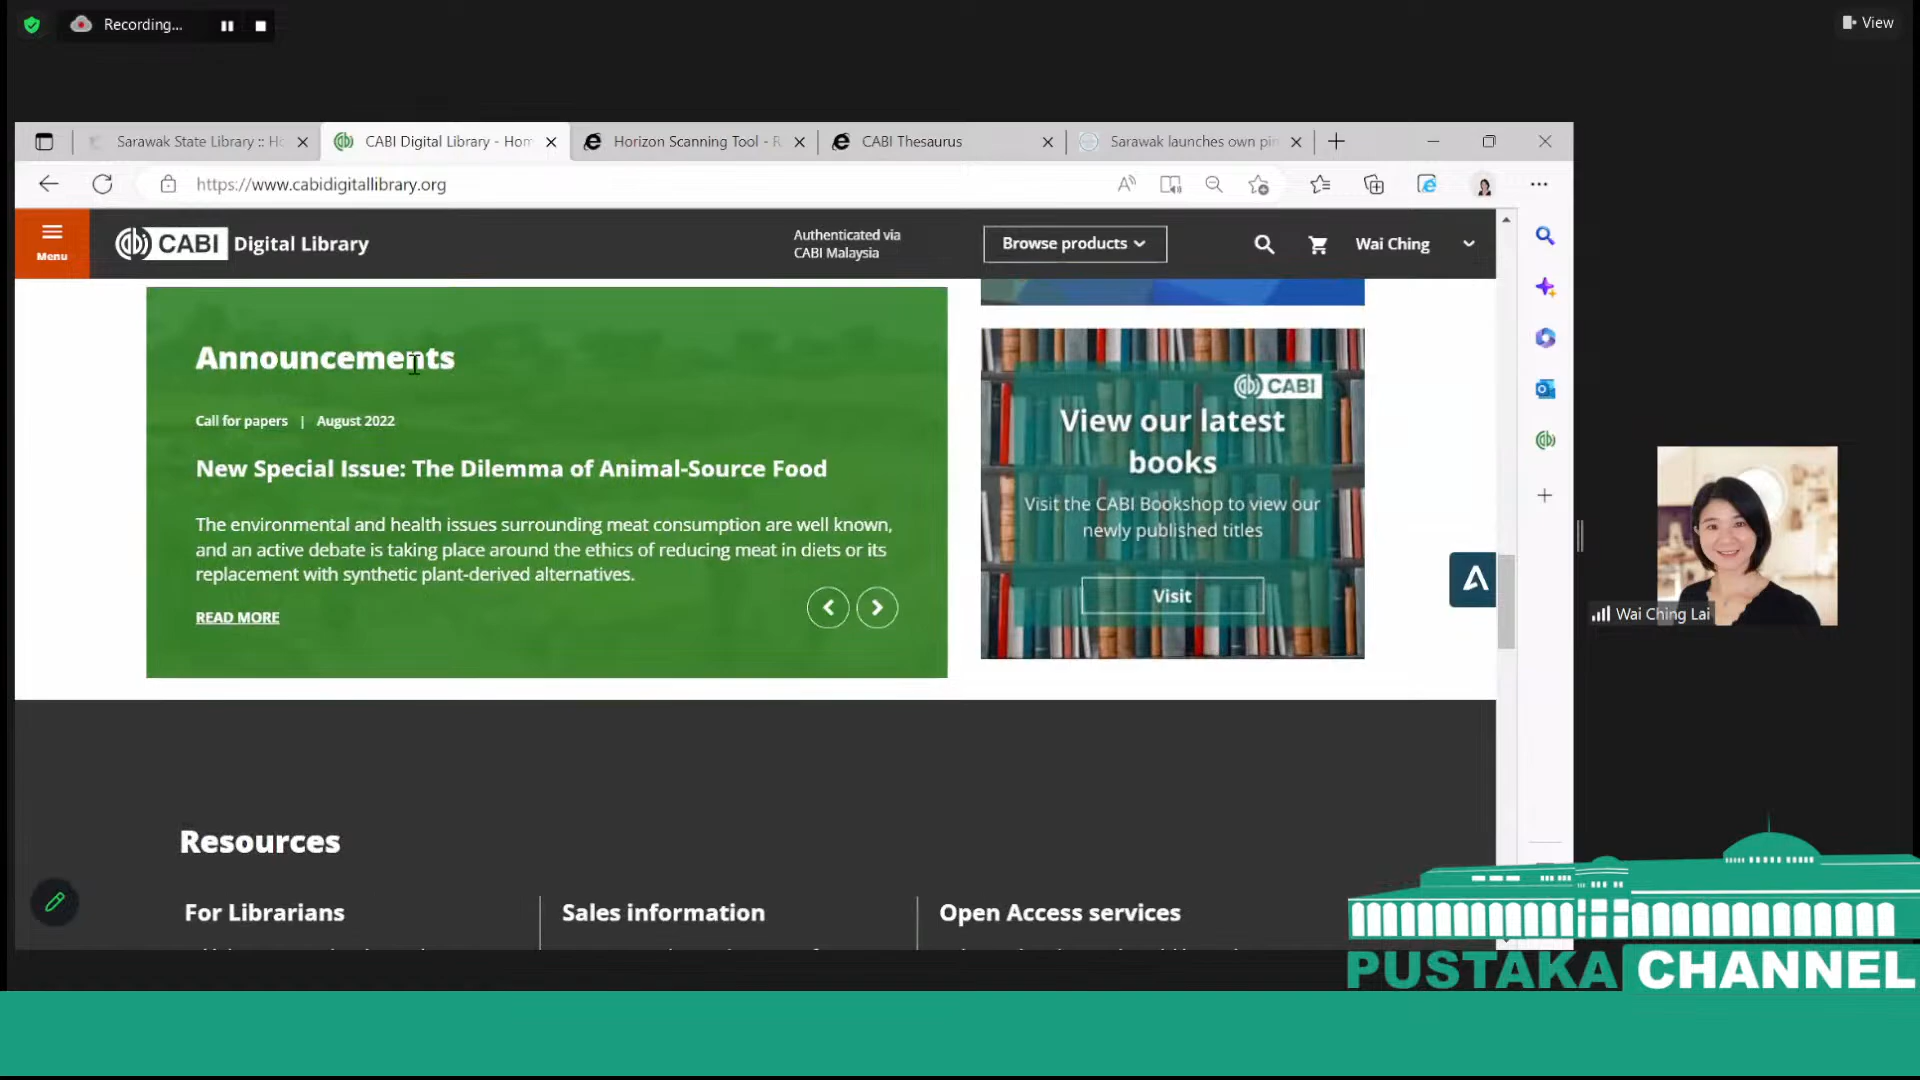 Recording...
View
Sarawak State Library :: Ho
CABI Digital Library - Hom
Horizon Scanning Tool - R
CABI Thesaurus
Sarawak launches own pin
https://www.cabidigitallibrary.org
Menu
CABI Digital Library
Authenticated via
CABI Malaysia
Browse products
Wai Ching
Announcements
Call for papers | August 2022
New Special Issue: The Dilemma of Animal-Source Food
The environmental and health issues surrounding meat consumption are well known,
and an active debate is taking place around the ethics of reducing meat in diets or its
replacement with synthetic plant-derived alternatives.
READ MORE
CABI
View our latest
books
Visit the CABI Bookshop to view our
newly published titles
Visit
Wai Ching Lai
Resources
For Librarians
Sales information
Open Access services
PUSTAKA CHANNEL